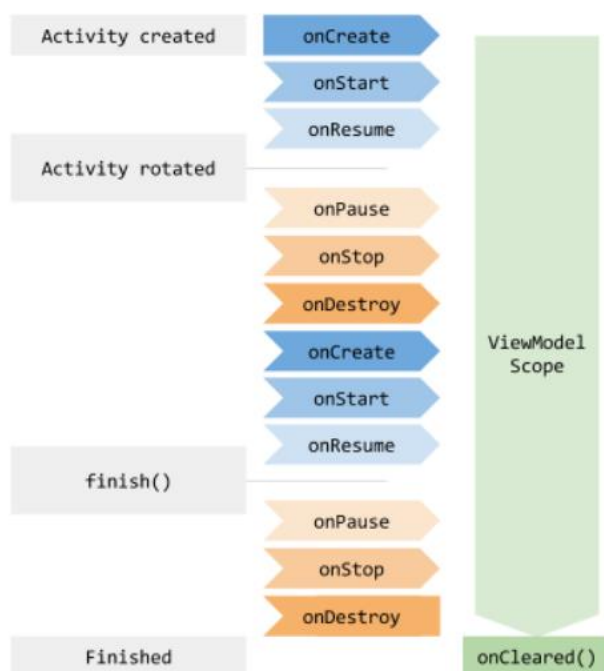 Activity created
onCreate
onStart
onResume
Activity rotated
onPause
onStop
onDestroy
onCreate
onStart
onResume
ViewModel
Scope
finish()
onPause
onStop
onDestroy
Finished
onCleared()